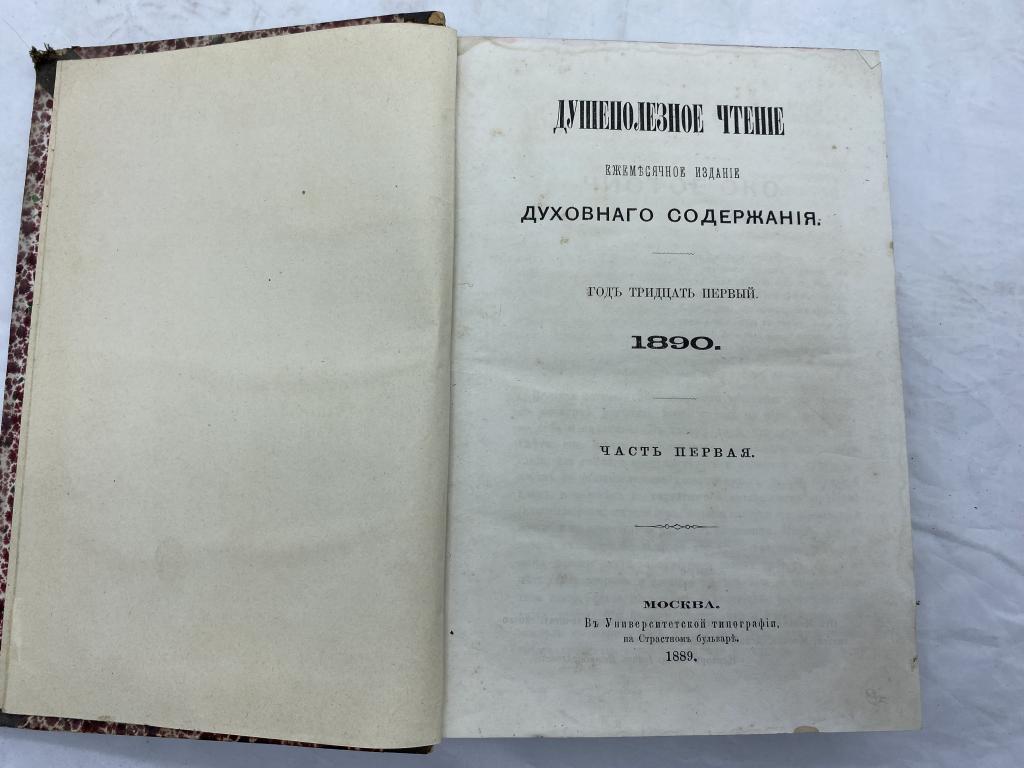 ДУШЕПОЛЕЗНОЕ ЧТЕНІЕ
ЕЖЕМѢСЯЧНОЕ ИЗДАНІЕ
ДУХОВНАГО СОДЕРЖАНІЯ.
ГОДЪ ТРИДЦАТЬ ПЕРВЫЙ.
1890.
ЧАСТЬ ПЕРВАЯ.
МОСКВА.
Въ Университетской типографіи,
на Страстномъ бульварѣ.
1889.